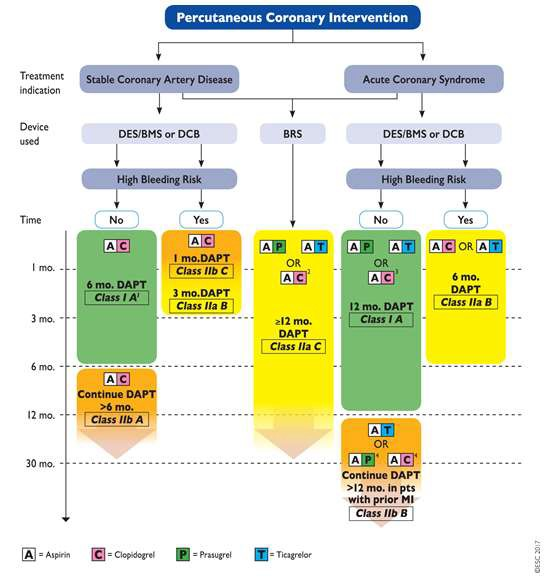 Percutaneous Coronary Intervention
Treatment
indication
Stable Coronary Artery Disease
Acute Coronary Syndrome
Device
used
DES/BMS or DCB
BRS
DES/BMS or DCB
High Bleeding Risk
High Bleeding Risk
Time
No
Yes
No
Yes
1 mo.
3 mo.
6 mo.
12 mo.
30 mo.
A C
6 mo. DAPT
Class I A1
A C
Continue DAPT
>6 mo.
Class IIb A
A C
1 mo.DAPT
Class IIb C
3 mo.DAPT
Class IIa B
A P A T
OR
A C 2
≥12 mo.
DAPT
Class IIa C
A P A T
OR
A C 3
12 mo. DAPT
Class I A
A T
OR
A P 4 A C 4
Continue DAPT
>12 mo. in pts
with prior MI
Class IIb B
A C OR A T
6 mo.
DAPT
Class IIa B
A = Aspirin C = Clopidogrel P = Prasugrel T = Ticagrelor
©ESC 2017